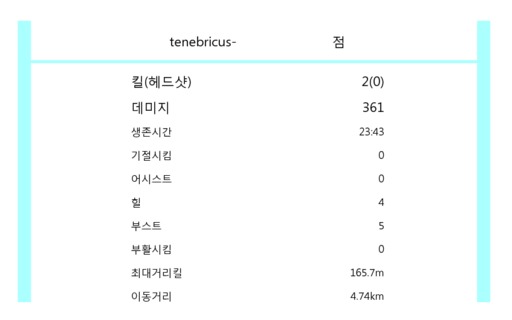 tenebricus- 점
킬(헤드샷) 2(0)
데미지 361
생존시간 23:43
기절시킴 0
어시스트 0
힐 4
부스트 5
부활시킴 0
최대거리킬 165.7m
이동거리 4.74km